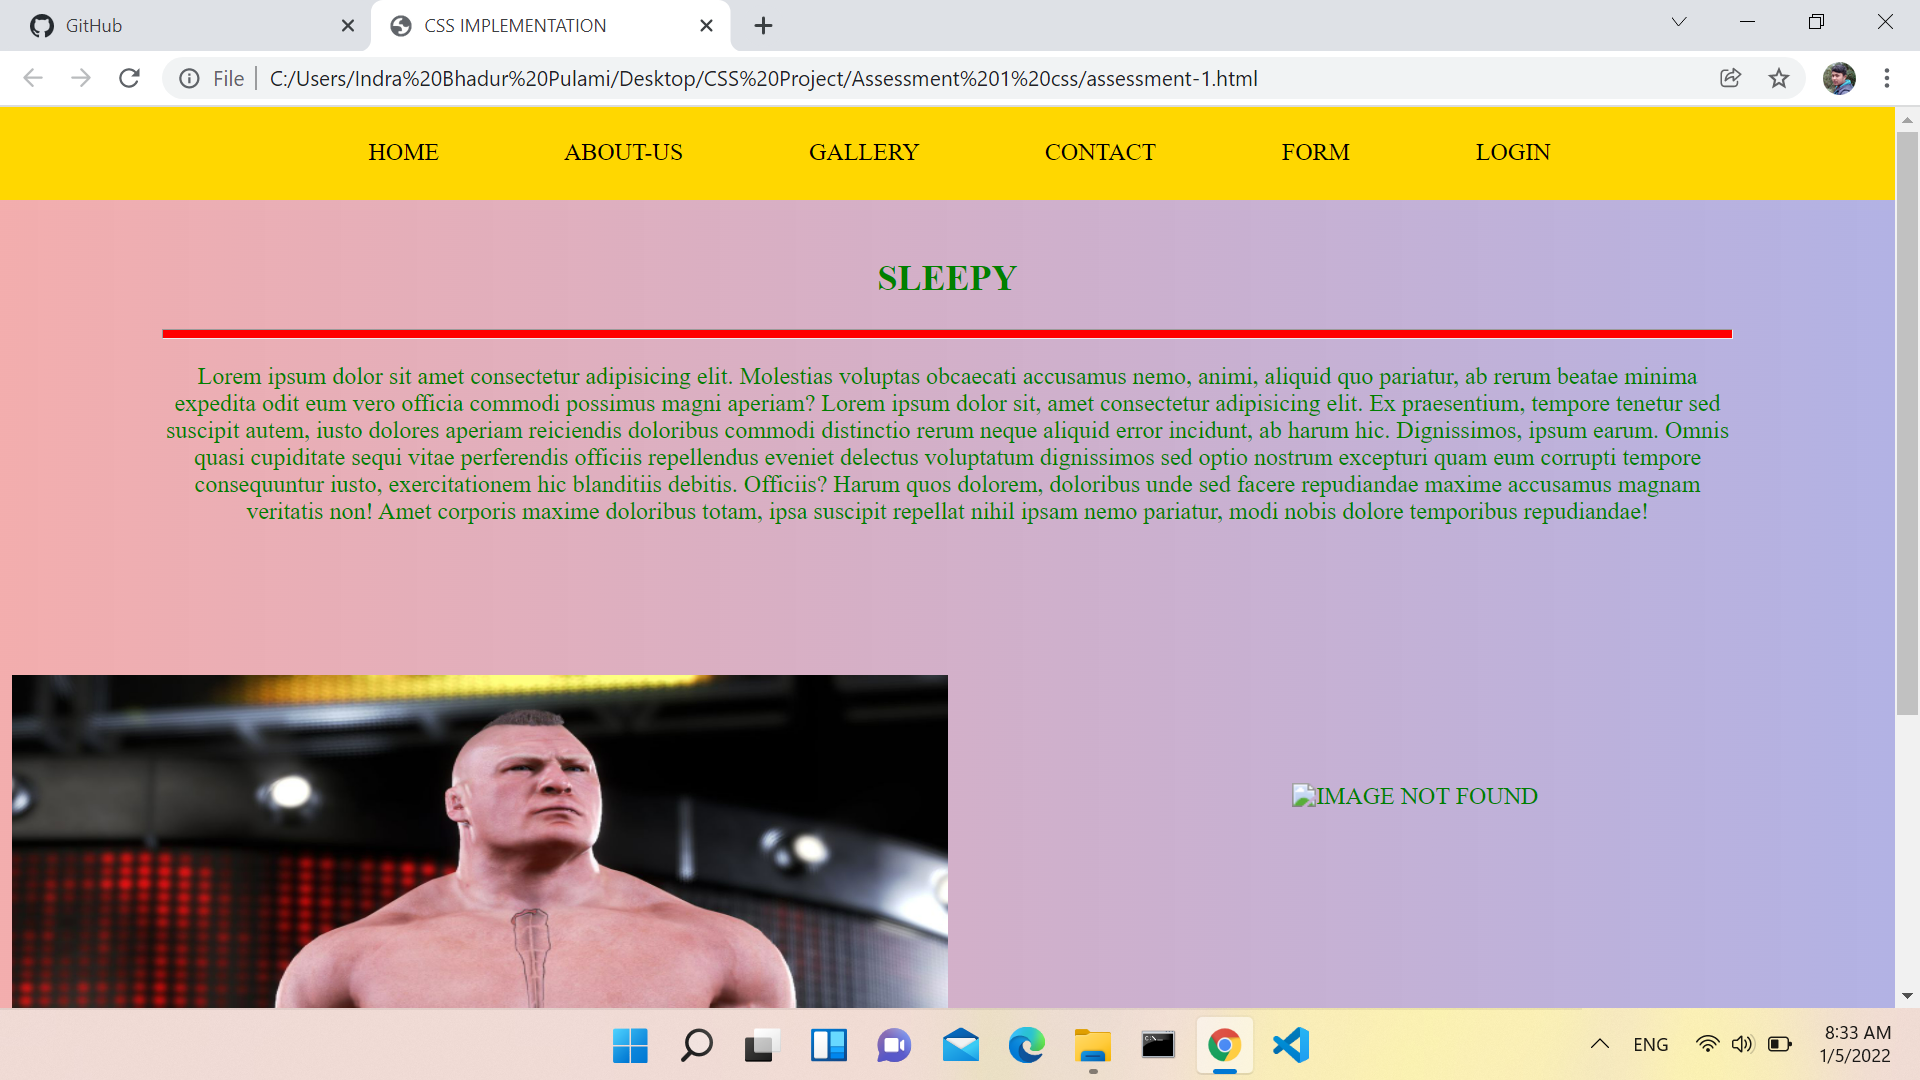 GitHub
CSS IMPLEMENTATION
File
C:/Users/Indra%20Bhadur%20Pulami/Desktop/CSS%20Project/Assessment%201%20css/assessment-1.html
HOME ABOUT-US GALLERY CONTACT FORM LOGIN
SLEEPY
Lorem ipsum dolor sit amet consectetur adipisicing elit. Molestias voluptas obcaecati accusamus nemo, animi, aliquid quo pariatur, ab rerum beatae minima
expedita odit eum vero officia commodi possimus magni aperiam? Lorem ipsum dolor sit, amet consectetur adipisicing elit. Ex praesentium, tempore tenetur sed
suscipit autem, iusto dolores aperiam reiciendis doloribus commodi distinctio rerum neque aliquid error incidunt, ab harum hic. Dignissimos, ipsum earum. Omnis
quasi cupiditate sequi vitae perferendis officiis repellendus eveniet delectus voluptatum dignissimos sed optio nostrum excepturi quam eum corrupti tempore
consequuntur iusto, exercitationem hic blanditiis debitis. Officiis? Harum quos dolorem, doloribus unde sed facere repudiandae maxime accusamus magnam
veritatis non! Amet corporis maxime doloribus totam, ipsa suscipit repellat nihil ipsam nemo pariatur, modi nobis dolore temporibus repudiandae!
IMAGE NOT FOUND
ENG
8:33 AM
1/5/2022